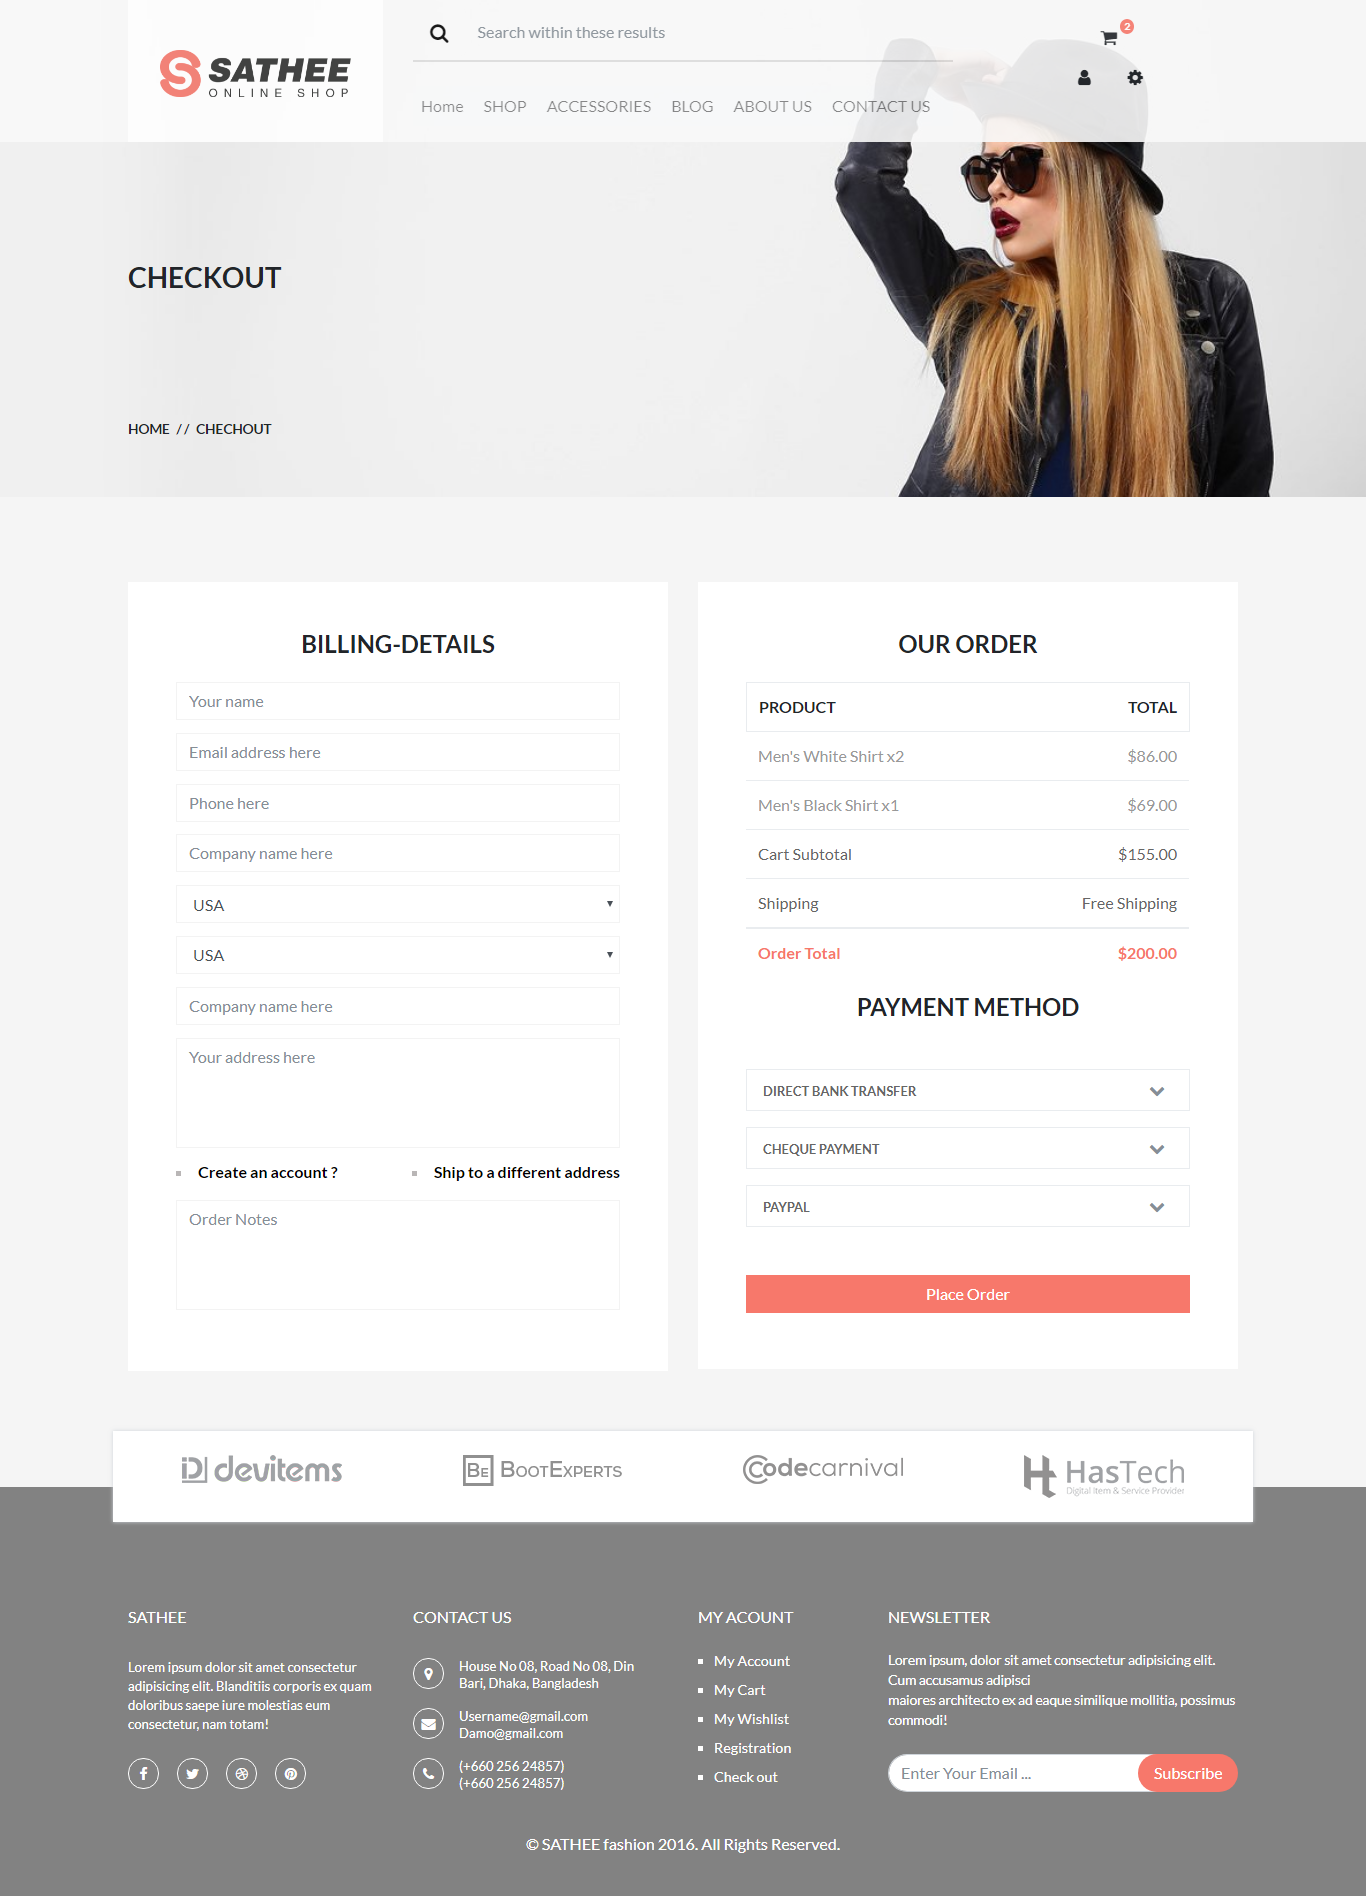 SATHEE
ONLINE SHOP
Search within these results
2
Home SHOP ACCESSORIES BLOG ABOUT US CONTACT US
CHECKOUT
HOME // CHECHOUT
BILLING-DETAILS
Your name
Email address here
Phone here
Company name here
USA
USA
Company name here
Your address here
Create an account ? Ship to a different address
Order Notes
OUR ORDER
PRODUCT TOTAL
Men's White Shirt x2 $86.00
Men's Black Shirt x1 $69.00
Cart Subtotal $155.00
Shipping Free Shipping
Order Total $200.00
PAYMENT METHOD
DIRECT BANK TRANSFER
CHEQUE PAYMENT
PAYPAL
Place Order
devitems
BE BOOTEXPERTS
Codecarnival
HasTech
Digital Item & Service Provider
SATHEE
Lorem ipsum dolor sit amet consectetur
adipisicing elit. Blanditiis corporis ex quam
doloribus saepe iure molestias eum
consectetur, nam totam!
CONTACT US
House No 08, Road No 08, Din
Bari, Dhaka, Bangladesh
Username@gmail.com
Damo@gmail.com
(+660 256 24857)
(+660 256 24857)
MY ACOUNT
My Account
My Cart
My Wishlist
Registration
Check out
NEWSLETTER
Lorem ipsum, dolor sit amet consectetur adipisicing elit.
Cum accusamus adipisci
maiores architecto ex ad eaque similique mollitia, possimus
commodi!
Enter Your Email ... Subscribe
© SATHEE fashion 2016. All Rights Reserved.